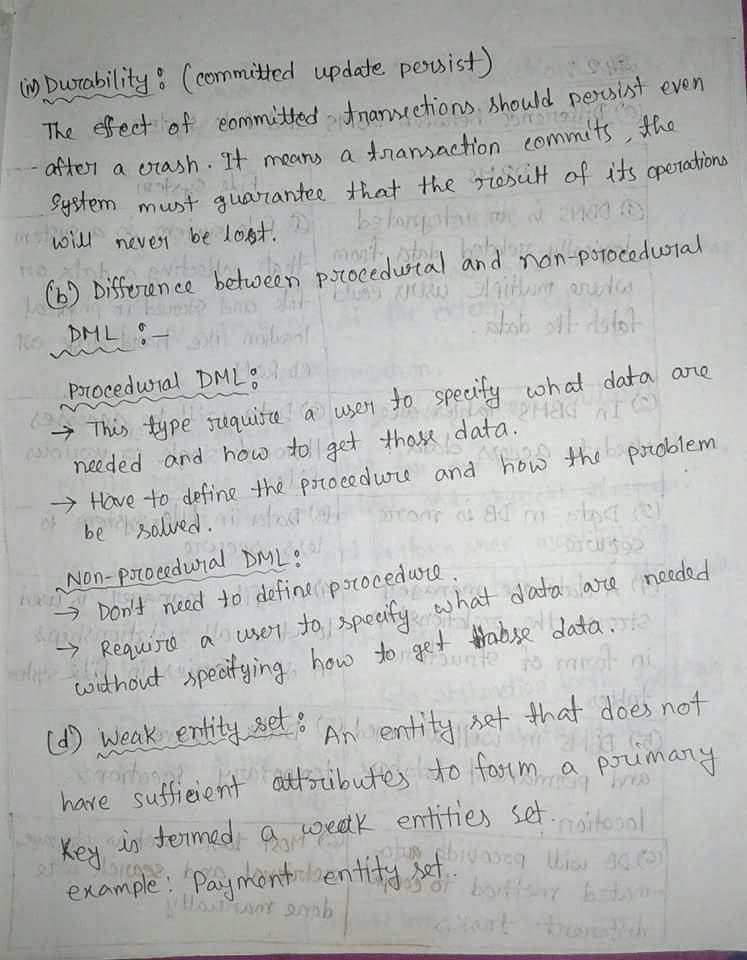 (iv) Durability : (committed update persist)
The effect of committed transections should persist even
after a crash. It means a transaction commits, the
system must guarantee that the result of its operations
will never be lost.
(b) Difference between procedural and non-procedural
DML :-
Procedural DML :
→ This type require a user to specify what data are
needed and how to get those data.
→ Have to define the procedure and how the problem
be solved.
Non-procedural DML :
→ Don't need to define procedure.
→ Require a user to specify what data are needed
without specifying how to get those data.
(d) Weak entity set : An entity set that does not
have sufficient attributes to form a primary
key is termed a weak entities set.
example : Payment entity set.